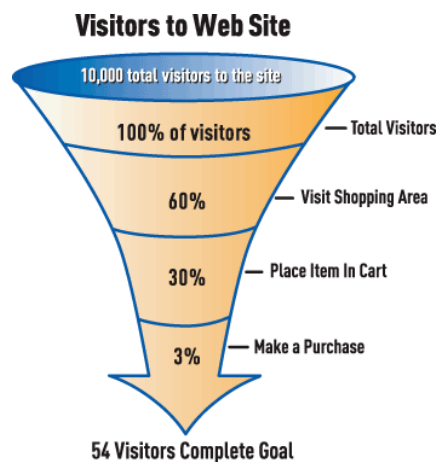 Visitors to Web Site
10,000 total visitors to the site
100% of visitors
Total Visitors
60%
Visit Shopping Area
30%
Place Item In Cart
3%
Make a Purchase
54 Visitors Complete Goal